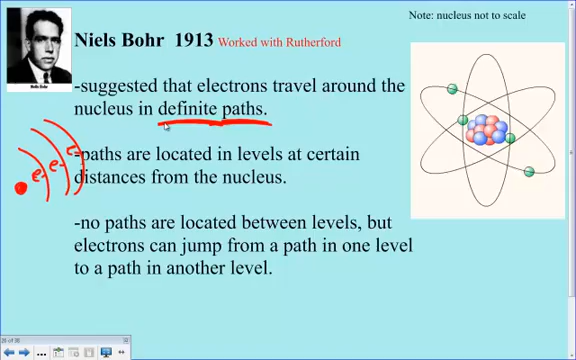 Note: nucleus not to scale
Niels Bohr 1913 Worked with Rutherford
-suggested that electrons travel around the
nucleus in definite paths.
-paths are located in levels at certain
distances from the nucleus.
-no paths are located between levels, but
electrons can jump from a path in one level
to a path in another level.
Niels Bohr
e-
e-
e-